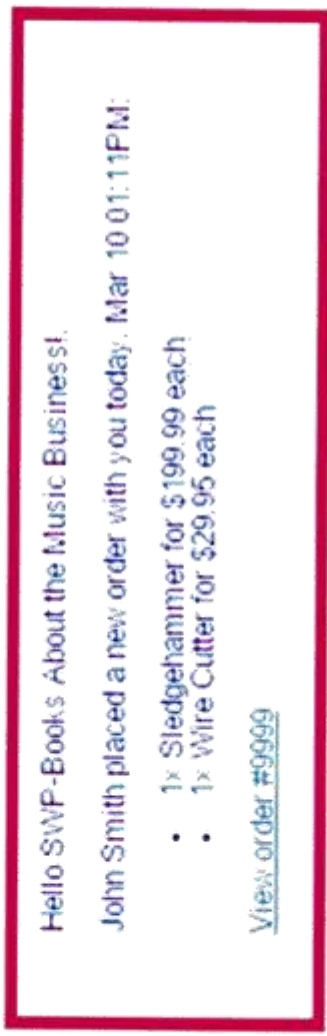 Hello SWP-Books About the Music Business!.
John Smith placed a new order with you today, Mar 10 01:11PM:
• 1x Sledgehammer for $199.99 each
• 1x Wire Cutter for $29.95 each
View order #9999